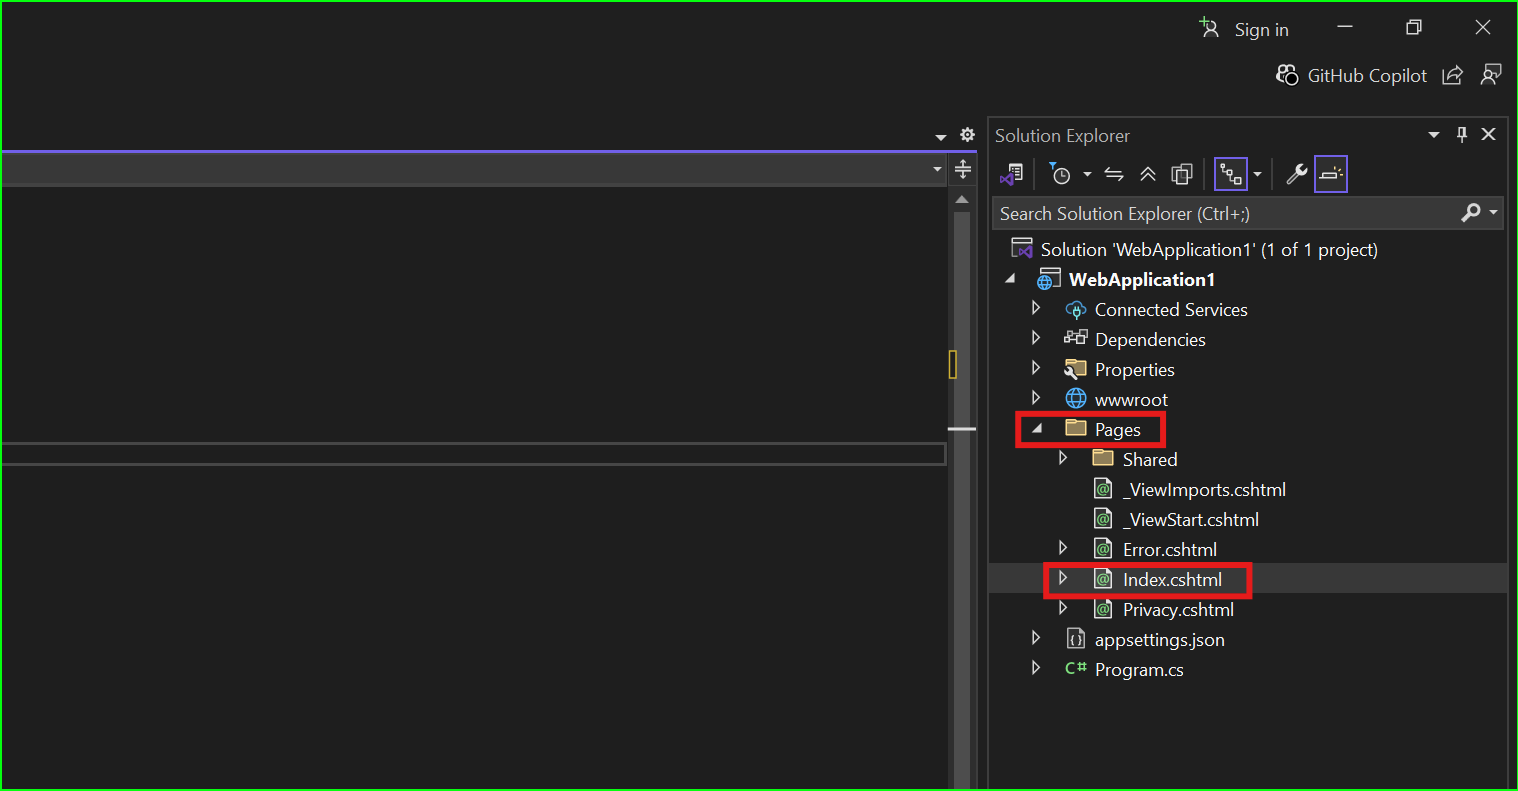 Sign in
GitHub Copilot
Solution Explorer
Search Solution Explorer (Ctrl+;)
Solution 'WebApplication1' (1 of 1 project)
WebApplication1
Connected Services
Dependencies
Properties
wwwroot
Pages
Shared
_ViewImports.cshtml
_ViewStart.cshtml
Error.cshtml
Index.cshtml
Privacy.cshtml
appsettings.json
C# Program.cs